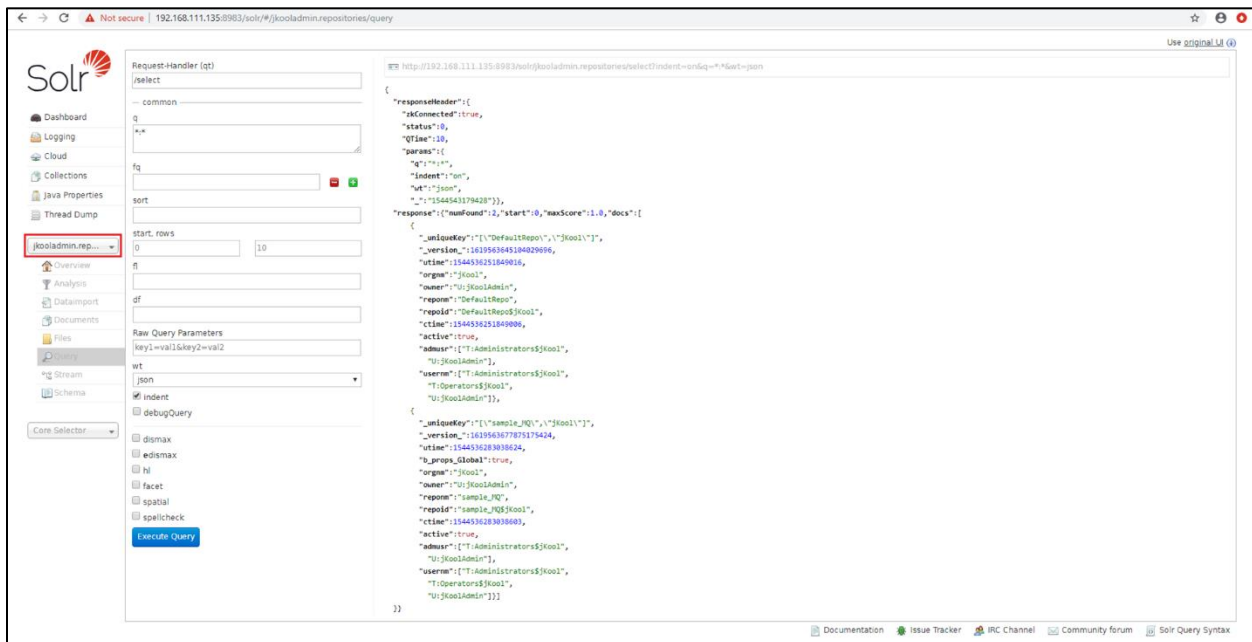 Not secure | 192.168.111.135:8983/solr/#/jkooladmin.repositories/query
Use original UI
Solr
Dashboard
Logging
Cloud
Collections
Java Properties
Thread Dump
jkooladmin.rep...
Overview
Analysis
Dataimport
Documents
Files
Query
Stream
Schema
Core Selector
Request-Handler (qt)
/select
common
q
*:*
fq
sort
start, rows
0 10
fl
df
Raw Query Parameters
key1=val1&key2=val2
wt
json
indent
debugQuery
dismax
edismax
hl
facet
spatial
spellcheck
Execute Query
http://192.168.111.135:8983/solr/jkooladmin.repositories/select?indent=on&q=*:*&wt=json
{
"responseHeader":{
"zkConnected":true,
"status":0,
"QTime":10,
"params":{
"q":"*:*",
"indent":"on",
"wt":"json",
"_":"1544543179428"}},
"response":{"numFound":2,"start":0,"maxScore":1.0,"docs":[
{
"_uniqueKey":"[\"DefaultRepo\",\"jKool\"]",
"_version_":1619563645104029696,
"utime":1544536251849016,
"orgnm":"jKool",
"owner":"U:jKoolAdmin",
"reponm":"DefaultRepo",
"repoid":"DefaultRepo$jKool",
"ctime":1544536251849006,
"active":true,
"admusr":["T:Administrators$jKool",
"U:jKoolAdmin"],
"usernm":["T:Administrators$jKool",
"T:Operators$jKool",
"U:jKoolAdmin"]},
{
"_uniqueKey":"[\"sample_MQ\",\"jKool\"]",
"_version_":1619563677875175424,
"utime":1544536283038624,
"b_props_Global":true,
"orgnm":"jKool",
"owner":"U:jKoolAdmin",
"reponm":"sample_MQ",
"repoid":"sample_MQ$jKool",
"ctime":1544536283038603,
"active":true,
"admusr":["T:Administrators$jKool",
"U:jKoolAdmin"],
"usernm":["T:Administrators$jKool",
"T:Operators$jKool",
"U:jKoolAdmin"]}]
}}
Documentation Issue Tracker IRC Channel Community forum Solr Query Syntax